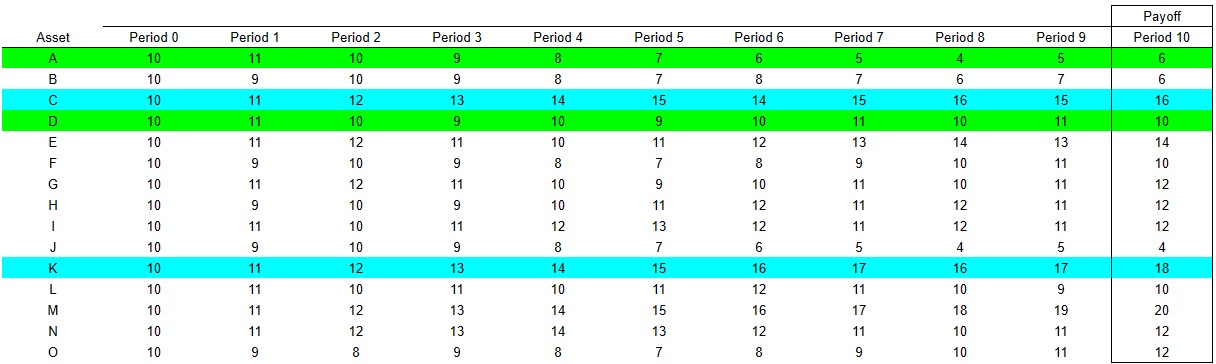 Payoff
Asset Period 0 Period 1 Period 2 Period 3 Period 4 Period 5 Period 6 Period 7 Period 8 Period 9 Period 10
A 10 11 10 9 8 7 6 5 4 5 6
B 10 9 10 9 8 7 8 7 6 7 6
C 10 11 12 13 14 15 14 15 16 15 16
D 10 11 10 9 10 9 10 11 10 11 10
E 10 11 12 11 10 11 12 13 14 13 14
F 10 9 10 9 8 7 8 9 10 11 10
G 10 11 12 11 10 9 10 11 10 11 12
H 10 9 10 9 10 11 12 11 12 11 12
I 10 11 10 11 12 13 12 11 12 11 12
J 10 9 10 9 8 7 6 5 4 5 4
K 10 11 12 13 14 15 16 17 16 17 18
L 10 11 10 11 10 11 12 11 10 9 10
M 10 11 12 13 14 15 16 17 18 19 20
N 10 11 12 13 14 13 12 11 10 11 12
O 10 9 8 9 8 7 8 9 10 11 12